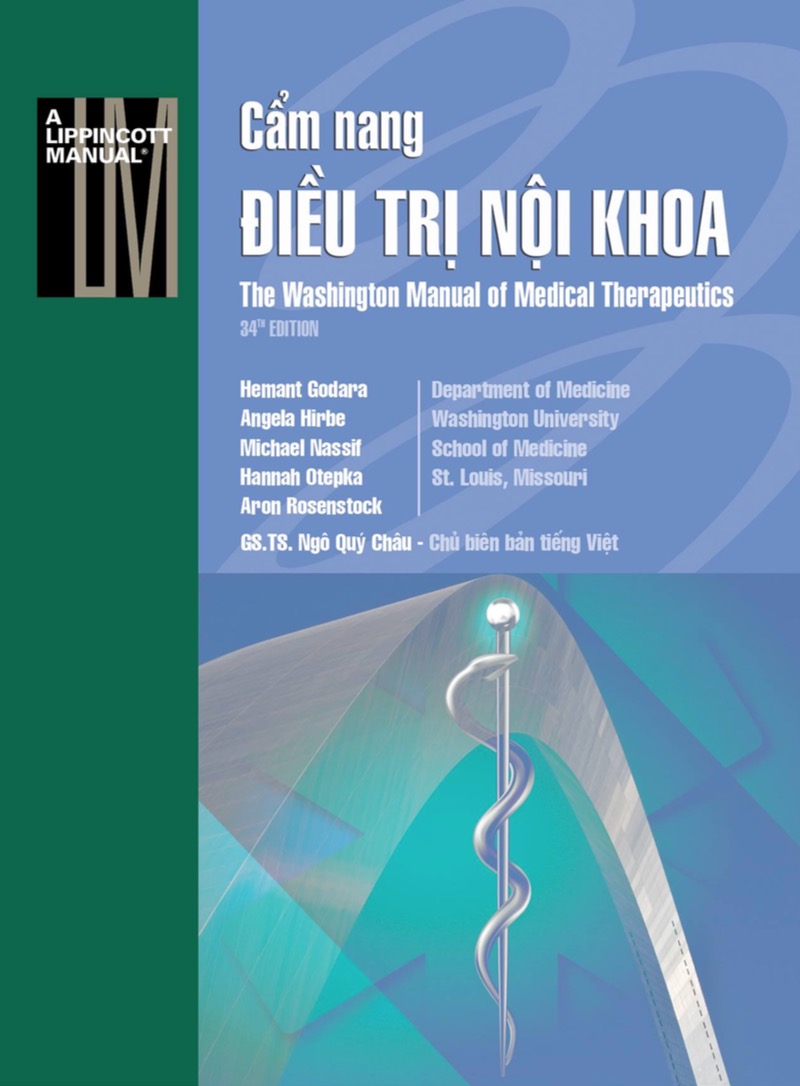 A
LIPPINCOTT
MANUAL®
LM
Cẩm nang
ĐIỀU TRỊ NỘI KHOA
The Washington Manual of Medical Therapeutics
34TH EDITION
Hemant Godara
Angela Hirbe
Michael Nassif
Hannah Otepka
Aron Rosenstock
Department of Medicine
Washington University
School of Medicine
St. Louis, Missouri
GS.TS. Ngô Quý Châu - Chủ biên bản tiếng Việt